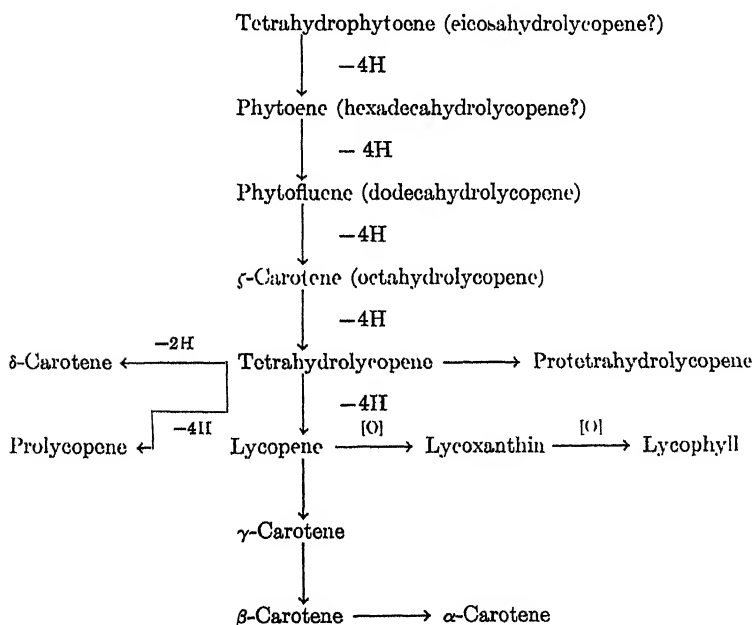 Tetrahydrophytoene (eicosahydrolycopene?)
−4H
Phytoene (hexadecahydrolycopene?)
− 4H
Phytofluene (dodecahydrolycopene)
−4H
ζ-Carotene (octahydrolycopene)
−4H
−2H
δ-Carotene Tetrahydrolycopene Protetrahydrolycopene
−4H
−4H [O] [O]
Prolycopene Lycopene Lycoxanthin Lycophyll
γ-Carotene
β-Carotene α-Carotene